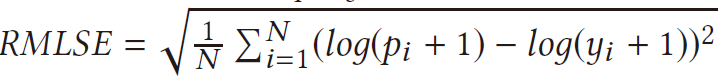 RMLSE = √(1/N ∑_{i=1}^{N} (log(p_i + 1) − log(y_i + 1))²)